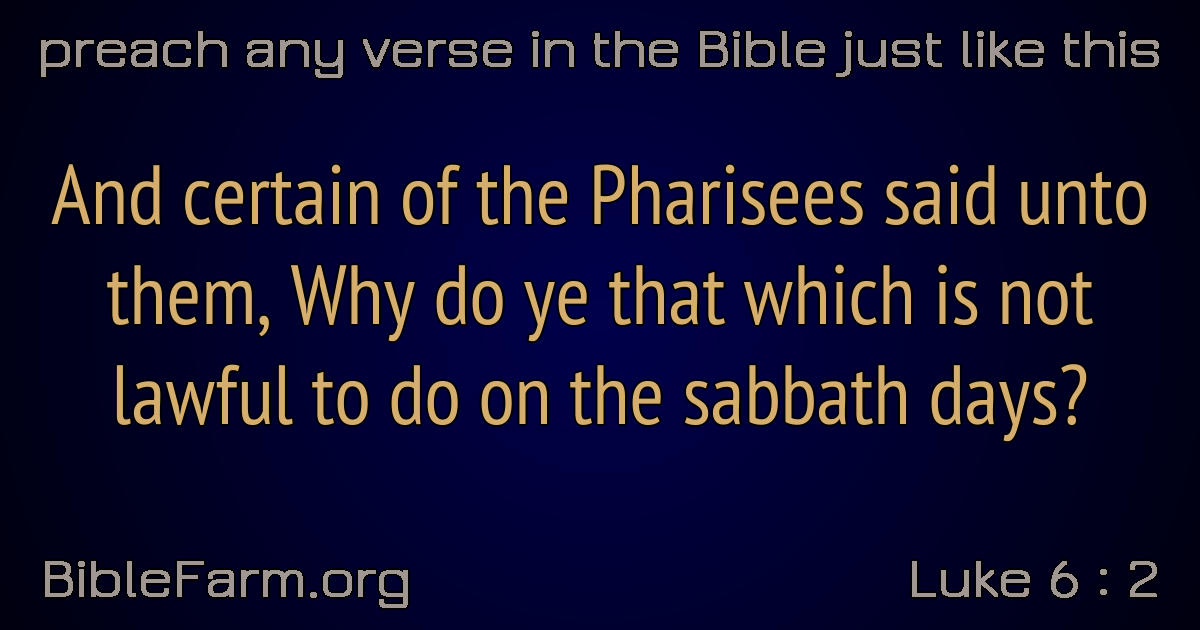 preach any verse in the Bible just like this
And certain of the Pharisees said unto
them, Why do ye that which is not
lawful to do on the sabbath days?
BibleFarm.org
Luke 6 : 2